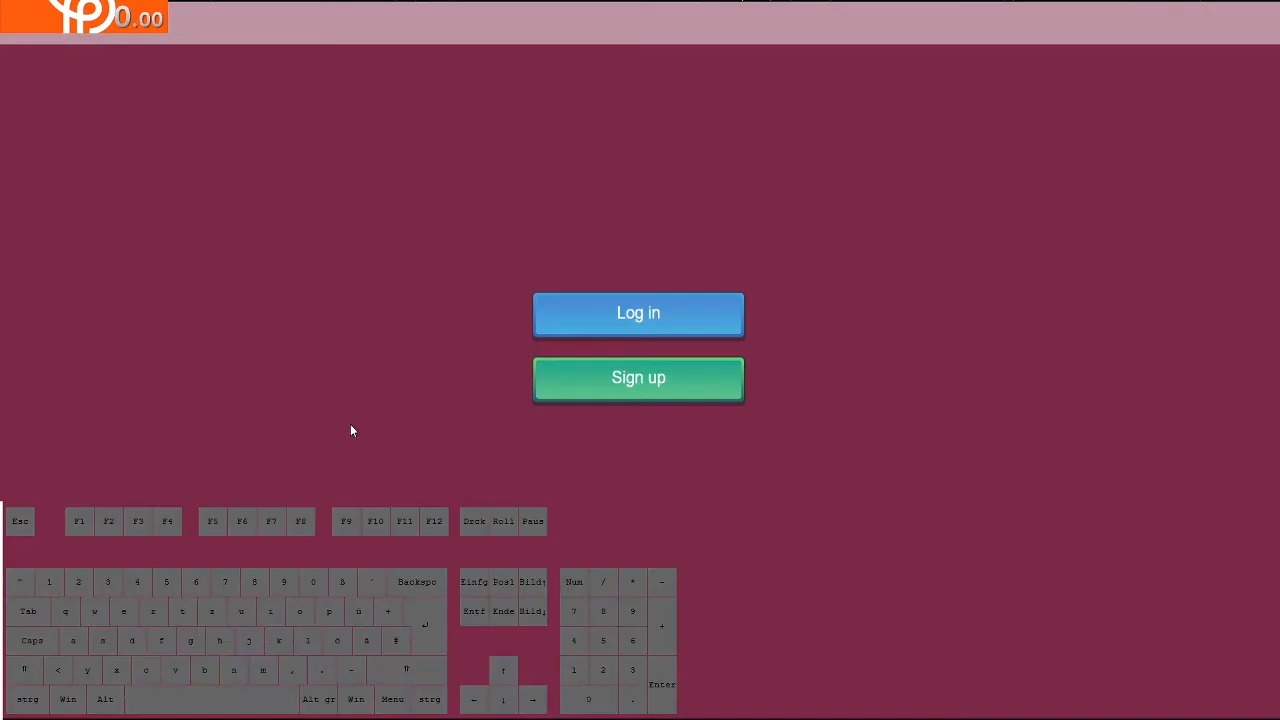 0.00
Log in
Sign up
Esc F1 F2 F3 F4 F5 F6 F7 F8 F9 F10 F11 F12 Drck Roll Paus
^ 1 2 3 4 5 6 7 8 9 0 ß ´ Backspc Einfg Pos1 Bild↑ Num / * -
Tab q w e r t z u i o p ü + ↵ Entf Ende Bild↓ 7 8 9 +
Caps a s d f g h j k l ö ä # 4 5 6
⇑ < y x c v b n m , . - ⇑ ↑ 1 2 3 Enter
strg Win Alt Alt gr Win Menu strg ← ↓ → 0 .